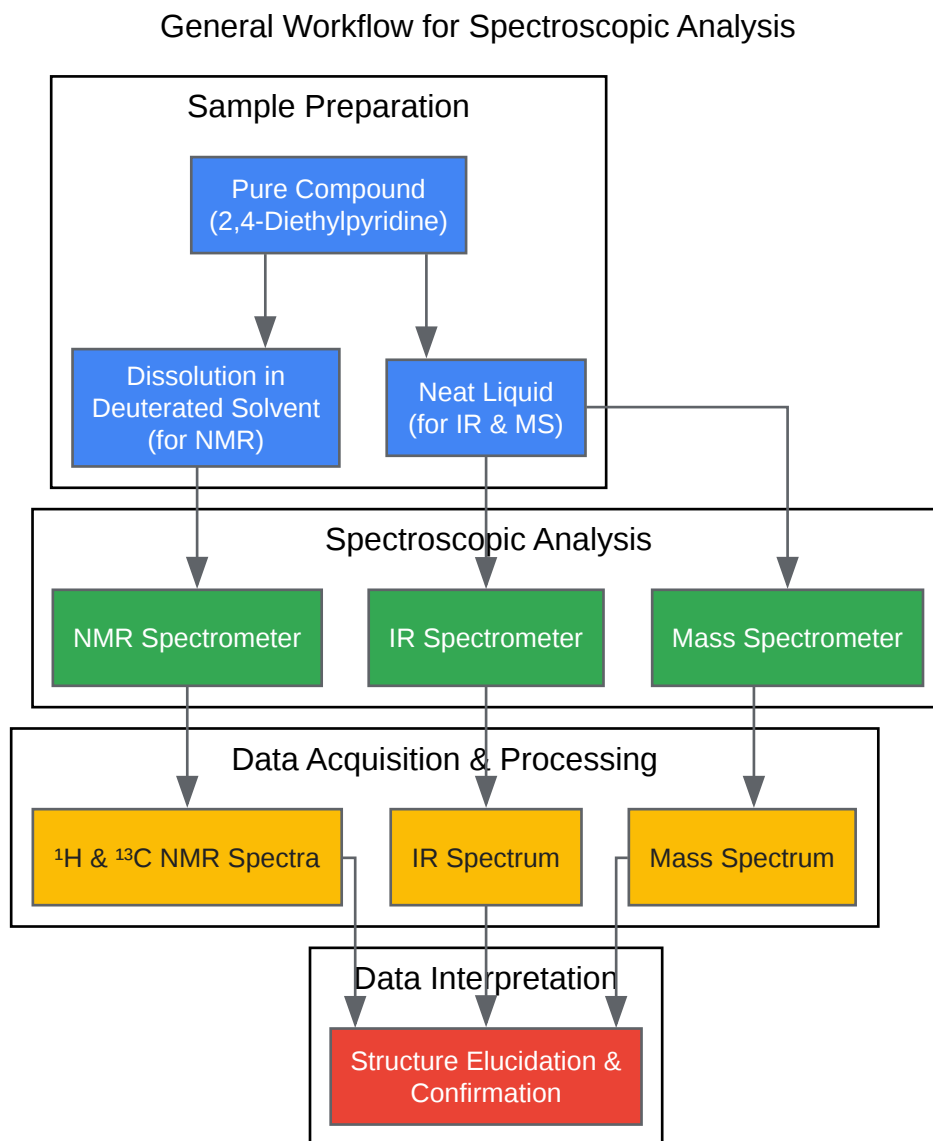 General Workflow for Spectroscopic Analysis
Sample Preparation
Pure Compound
(2,4-Diethylpyridine)
Dissolution in
Deuterated Solvent
(for NMR)
Neat Liquid
(for IR & MS)
Spectroscopic Analysis
NMR Spectrometer
IR Spectrometer
Mass Spectrometer
Data Acquisition & Processing
¹H & ¹³C NMR Spectra
IR Spectrum
Mass Spectrum
Data Interpretation
Structure Elucidation &
Confirmation